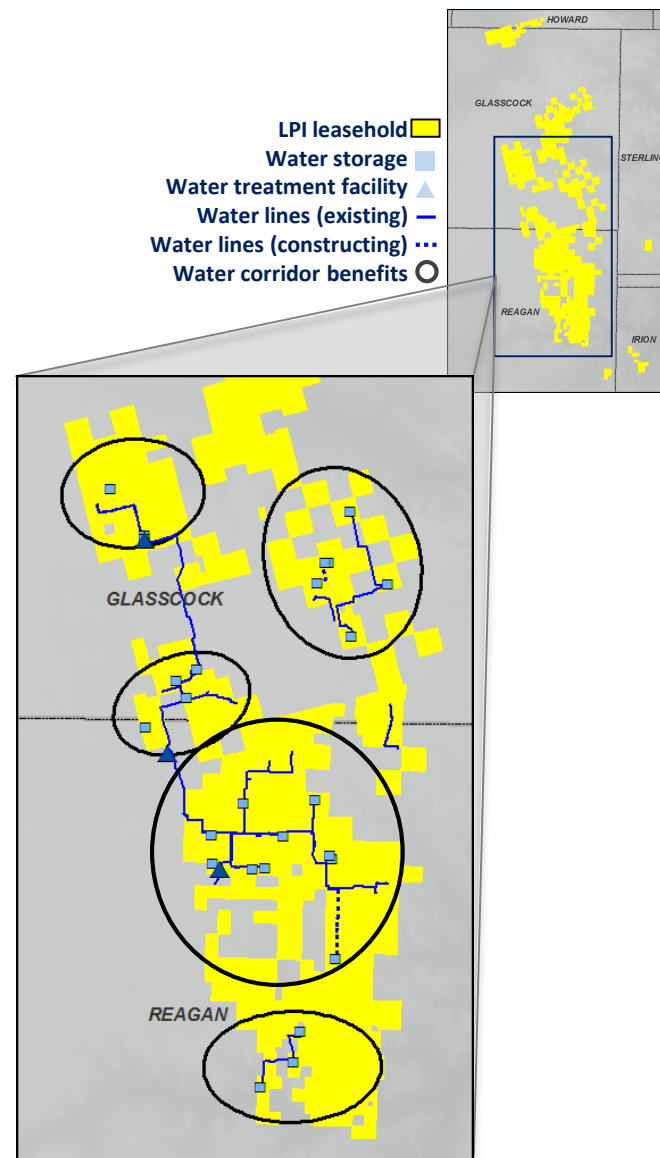 HOWARD
GLASSCOCK
STERLING
REAGAN
IRION
LPI leasehold
Water storage
Water treatment facility
Water lines (existing)
Water lines (constructing)
Water corridor benefits
GLASSCOCK
REAGAN